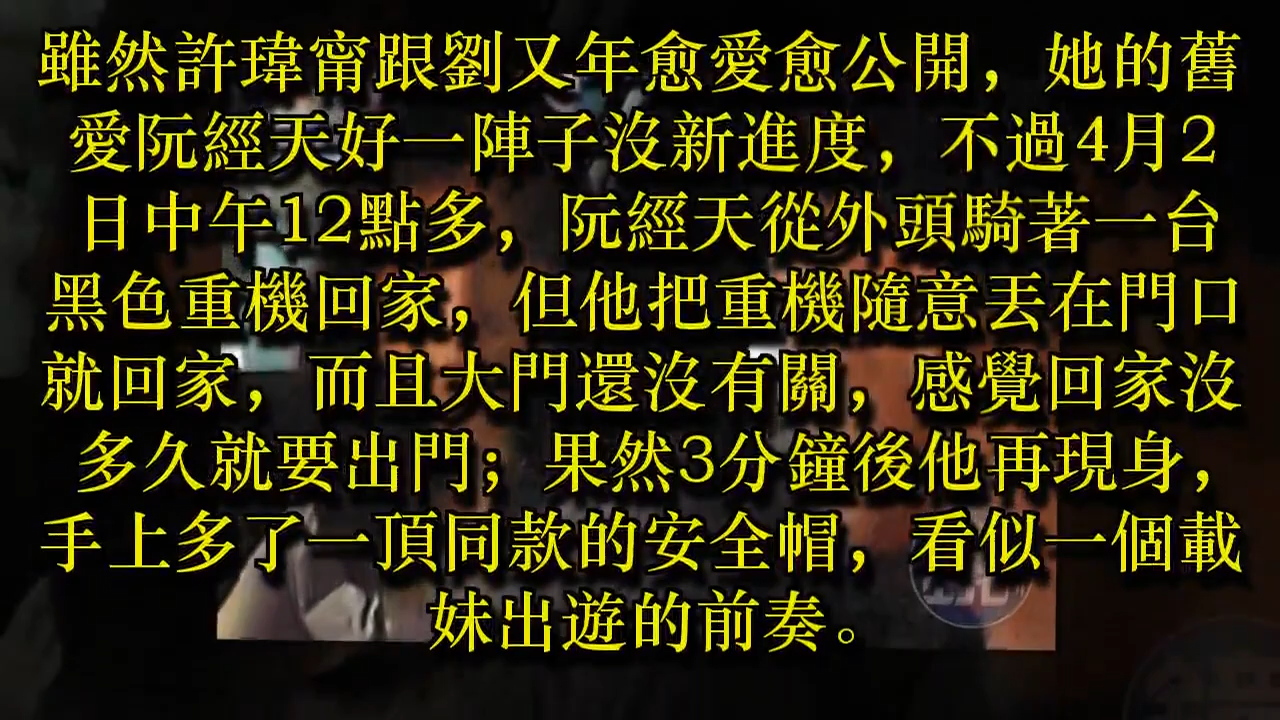 雖然許瑋甯跟劉又年愈愛愈公開，她的舊
愛阮經天好一陣子沒新進度，不過4月2
日中午12點多，阮經天從外頭騎著一台
黑色重機回家，但他把重機隨意丟在門口
就回家，而且大門還沒有關，感覺回家沒
多久就要出門；果然3分鐘後他再現身，
手上多了一頂同款的安全帽，看似一個載
妹出遊的前奏。